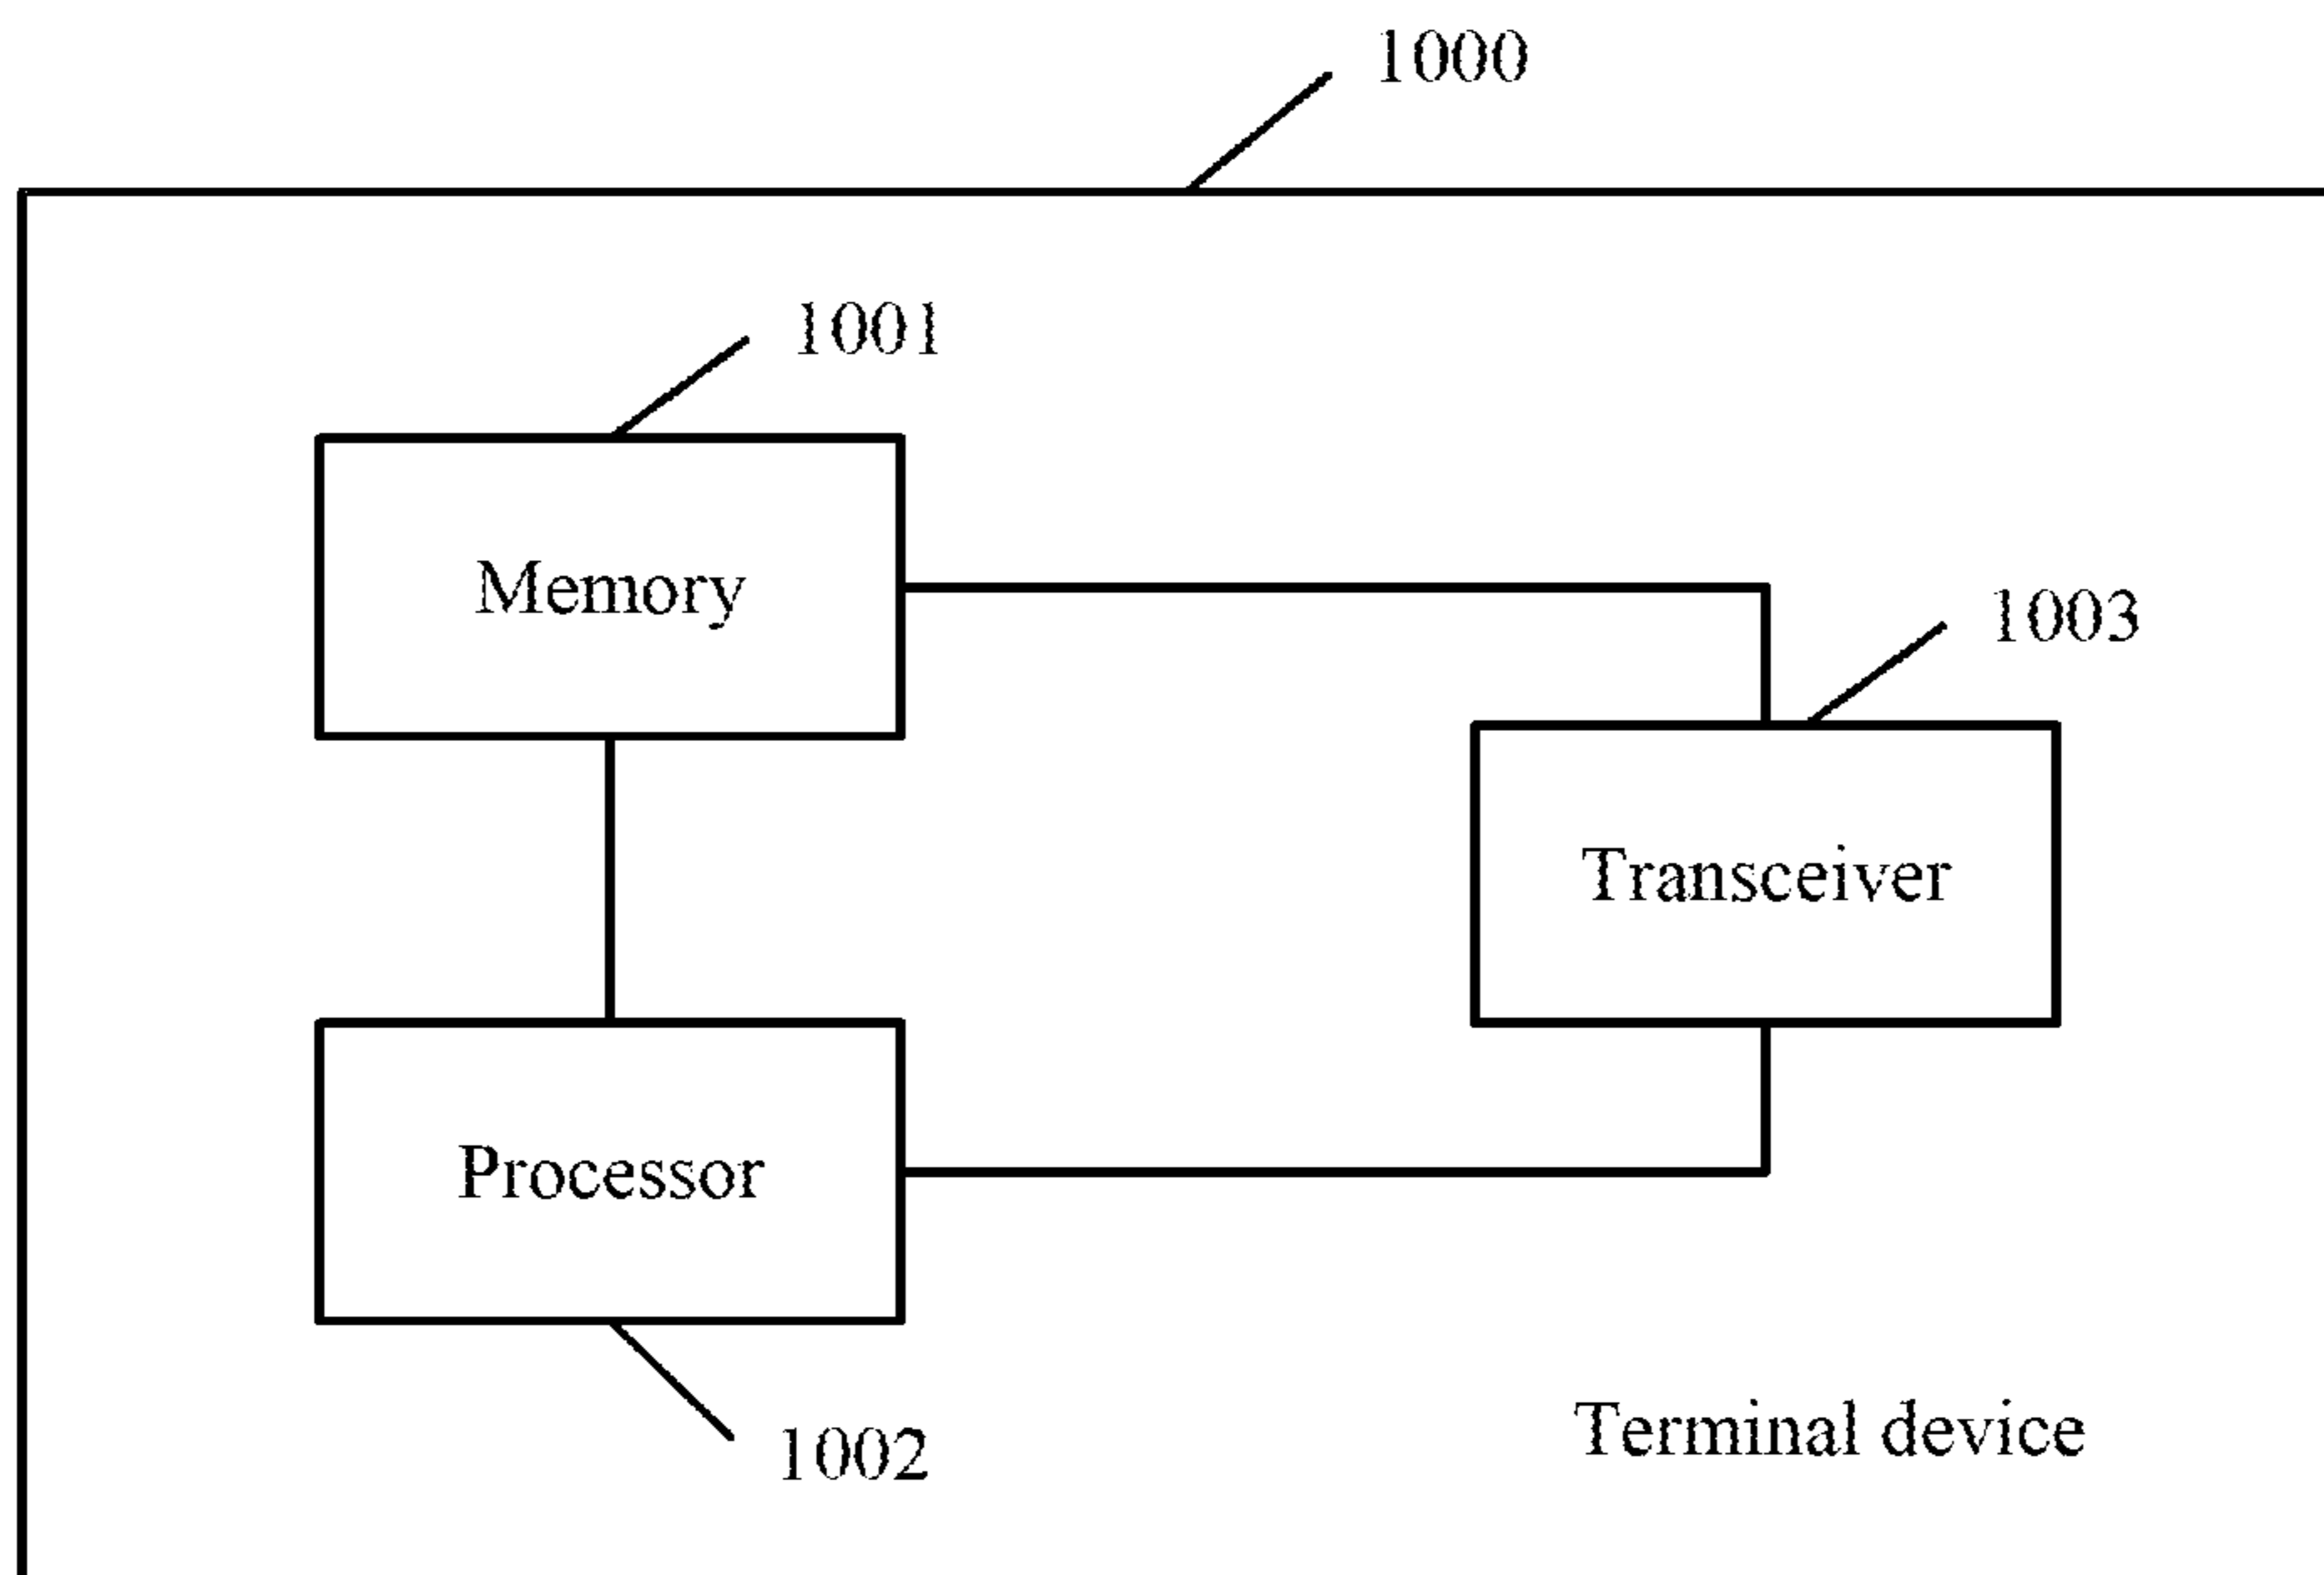 1000
1001
Memory
1003
Transceiver
Processor
Terminal device
1002